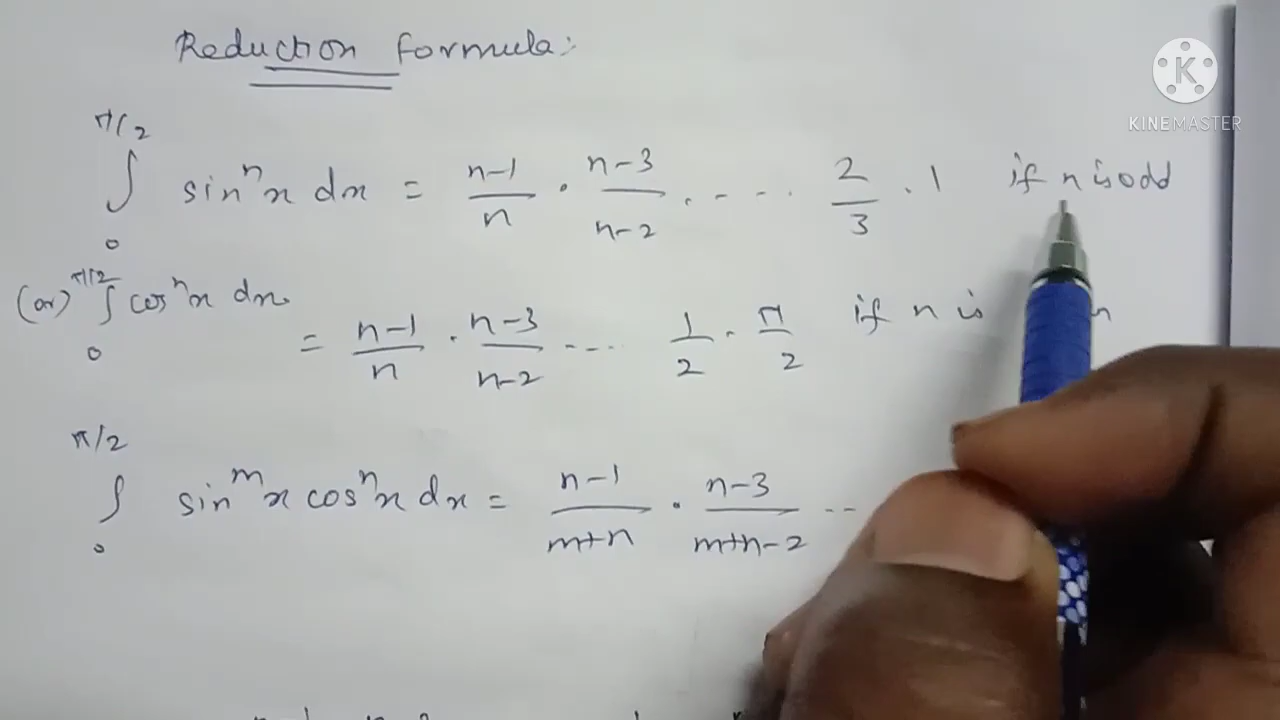 Reduction formula:
KINEMASTER
∫₀^{π/2} sinⁿx dx = n-1/n · n-3/n-2 . - - - . 2/3 . 1 if n is odd
(or) ∫₀^{π/2} cosⁿx dx.
= n-1/n · n-3/n-2 ---- 1/2 · π/2 if n is
∫₀^{π/2} sinᵐx cosⁿx dx = n-1/m+n · n-3/m+n-2 --